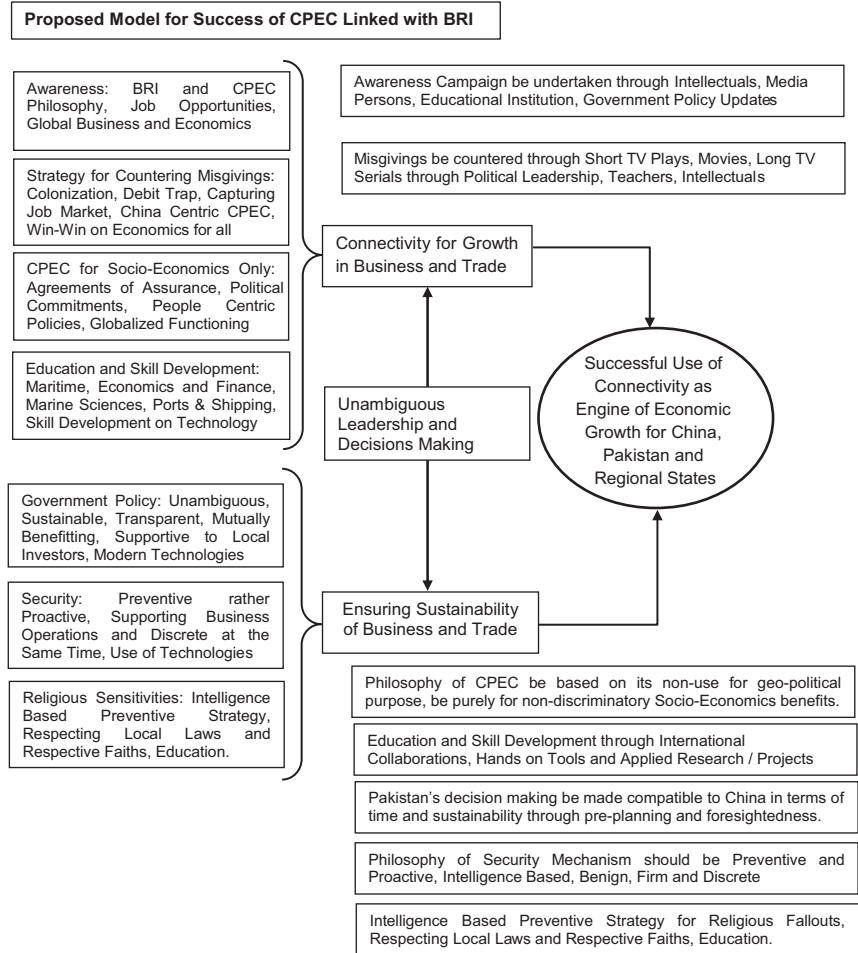 Proposed Model for Success of CPEC Linked with BRI
Awareness: BRI and CPEC
Philosophy, Job Opportunities,
Global Business and Economics
Strategy for Countering Misgivings:
Colonization, Debit Trap, Capturing
Job Market, China Centric CPEC,
Win-Win on Economics for all
CPEC for Socio-Economics Only:
Agreements of Assurance, Political
Commitments, People Centric
Policies, Globalized Functioning
Education and Skill Development:
Maritime, Economics and Finance,
Marine Sciences, Ports & Shipping,
Skill Development on Technology
Government Policy: Unambiguous,
Sustainable, Transparent, Mutually
Benefitting, Supportive to Local
Investors, Modern Technologies
Security: Preventive rather
Proactive, Supporting Business
Operations and Discrete at the
Same Time, Use of Technologies
Religious Sensitivities: Intelligence
Based Preventive Strategy,
Respecting Local Laws and
Respective Faiths, Education.
Awareness Campaign be undertaken through Intellectuals, Media
Persons, Educational Institution, Government Policy Updates
Misgivings be countered through Short TV Plays, Movies, Long TV
Serials through Political Leadership, Teachers, Intellectuals
Connectivity for Growth
in Business and Trade
Unambiguous
Leadership and
Decisions Making
Ensuring Sustainability
of Business and Trade
Successful Use of
Connectivity as
Engine of Economic
Growth for China,
Pakistan and
Regional States
Philosophy of CPEC be based on its non-use for geo-political
purpose, be purely for non-discriminatory Socio-Economics benefits.
Education and Skill Development through International
Collaborations, Hands on Tools and Applied Research / Projects
Pakistan's decision making be made compatible to China in terms of
time and sustainability through pre-planning and foresightedness.
Philosophy of Security Mechanism should be Preventive and
Proactive, Intelligence Based, Benign, Firm and Discrete
Intelligence Based Preventive Strategy for Religious Fallouts,
Respecting Local Laws and Respective Faiths, Education.